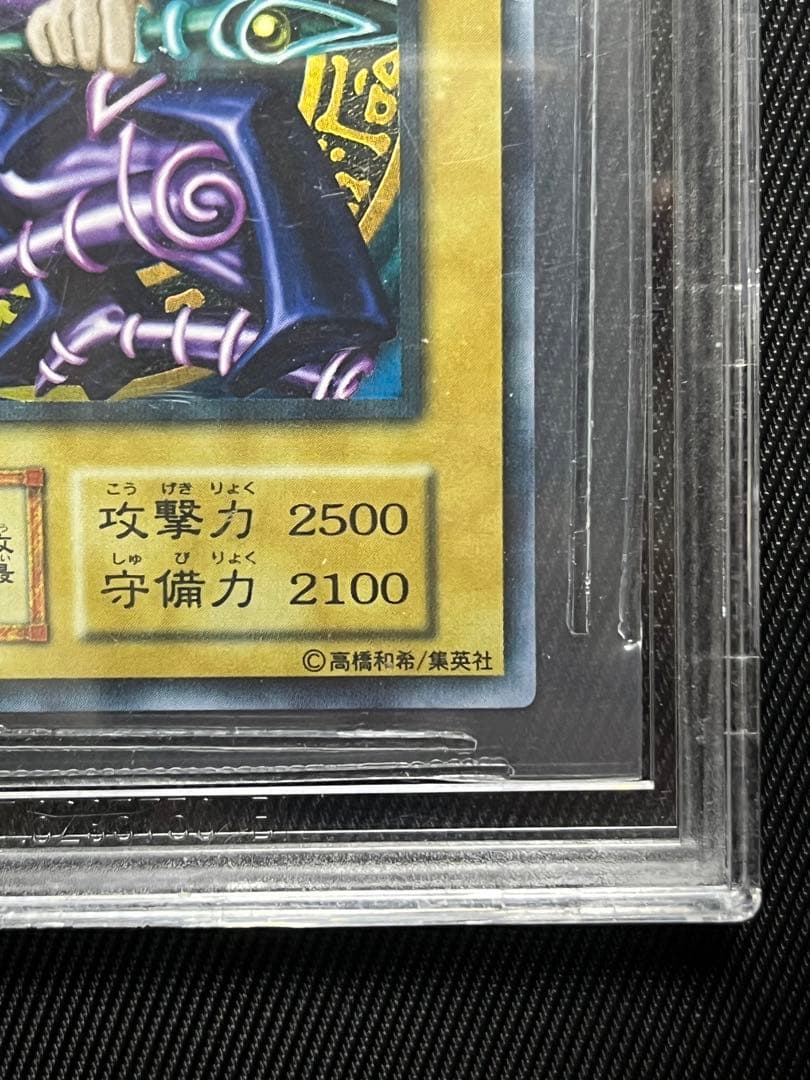 こう げき りょく
攻撃力 2500
しゅ び りょく
守備力 2100
©高橋和希/集英社